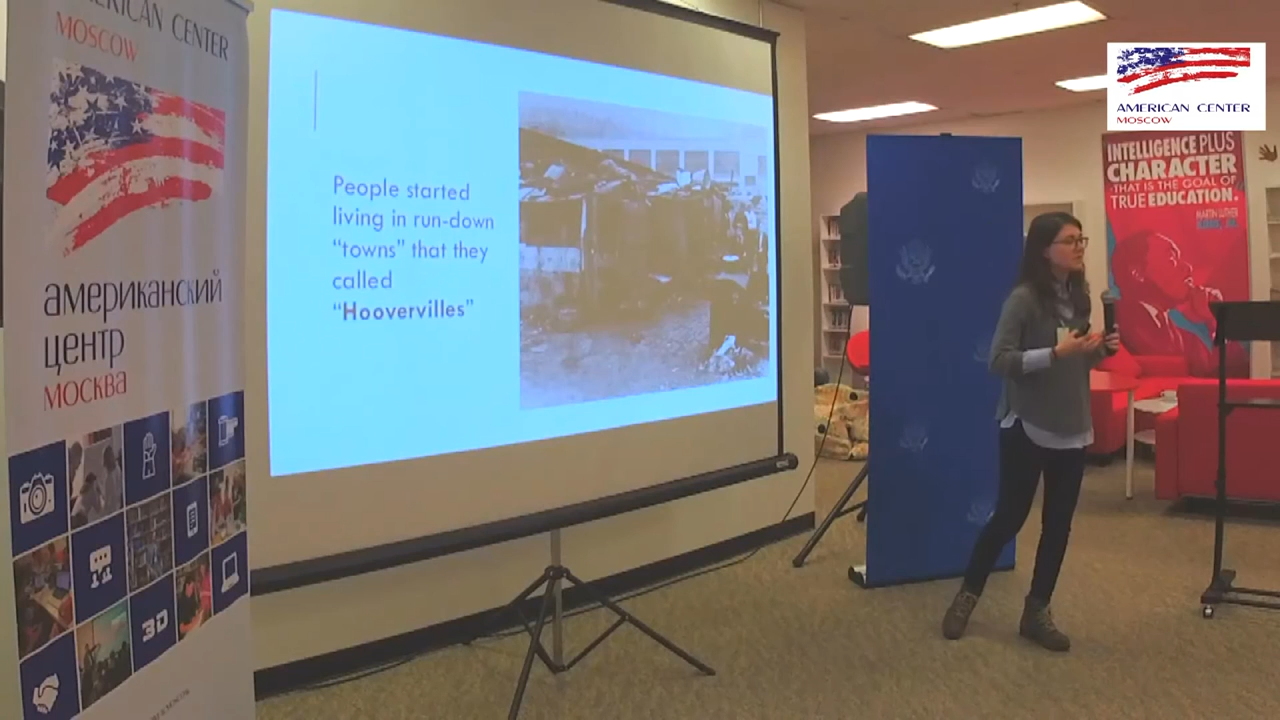 AMERICAN CENTER
MOSCOW
американский
центр
москва
3D
People started
living in run-down
“towns” that they
called
“Hoovervilles”
AMERICAN CENTER
MOSCOW
INTELLIGENCE PLUS
CHARACTER
-THAT IS THE GOAL OF
TRUE EDUCATION.
MARTIN LUTHER
KING, JR.